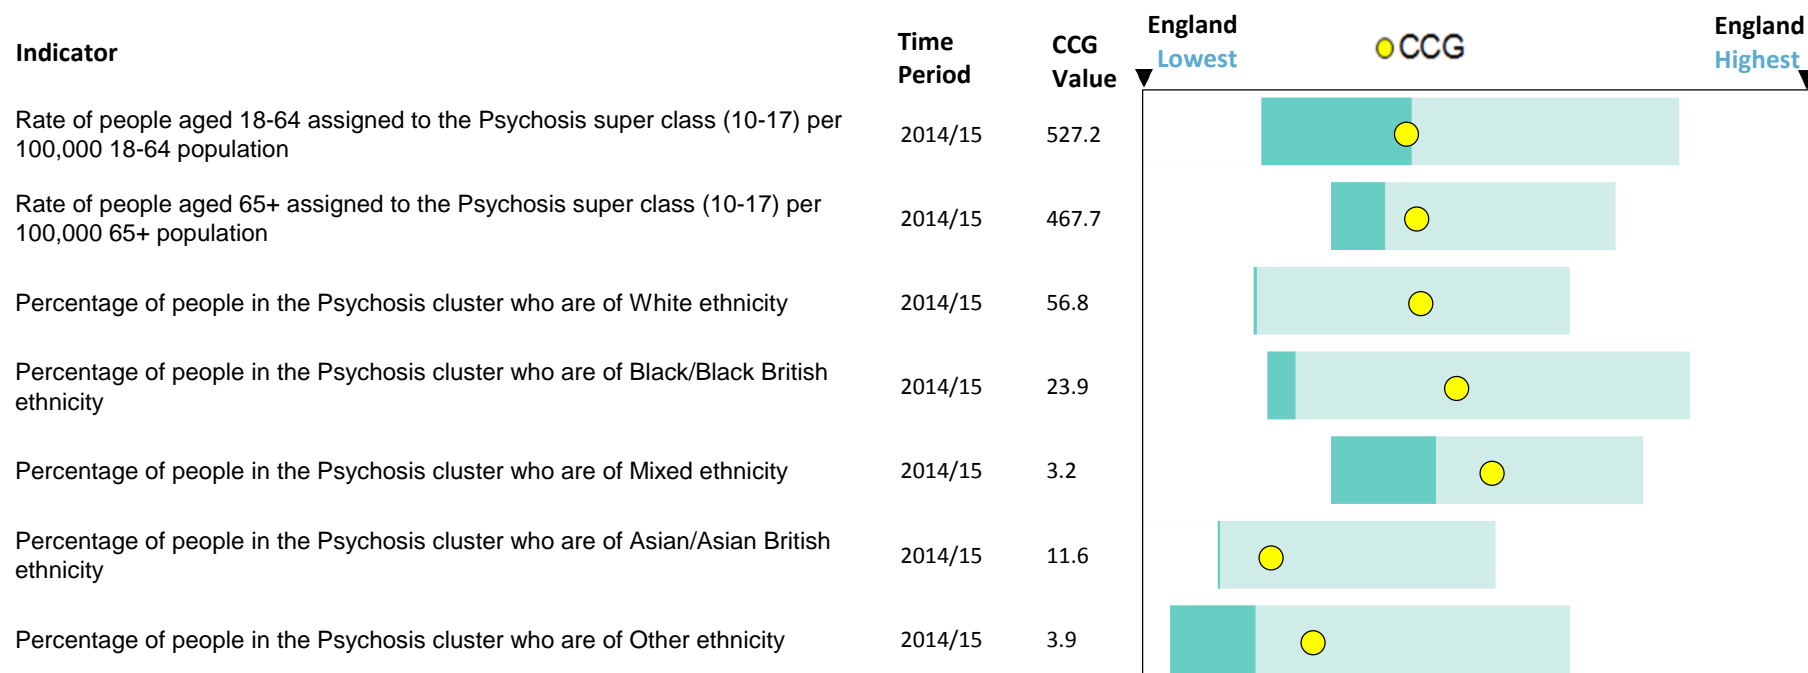 Indicator
Time
Period
CCG
Value
England
Lowest
CCG
England
Highest
Rate of people aged 18-64 assigned to the Psychosis super class (10-17) per
100,000 18-64 population
2014/15
527.2
Rate of people aged 65+ assigned to the Psychosis super class (10-17) per
100,000 65+ population
2014/15
467.7
Percentage of people in the Psychosis cluster who are of White ethnicity
2014/15
56.8
Percentage of people in the Psychosis cluster who are of Black/Black British
ethnicity
2014/15
23.9
Percentage of people in the Psychosis cluster who are of Mixed ethnicity
2014/15
3.2
Percentage of people in the Psychosis cluster who are of Asian/Asian British
ethnicity
2014/15
11.6
Percentage of people in the Psychosis cluster who are of Other ethnicity
2014/15
3.9